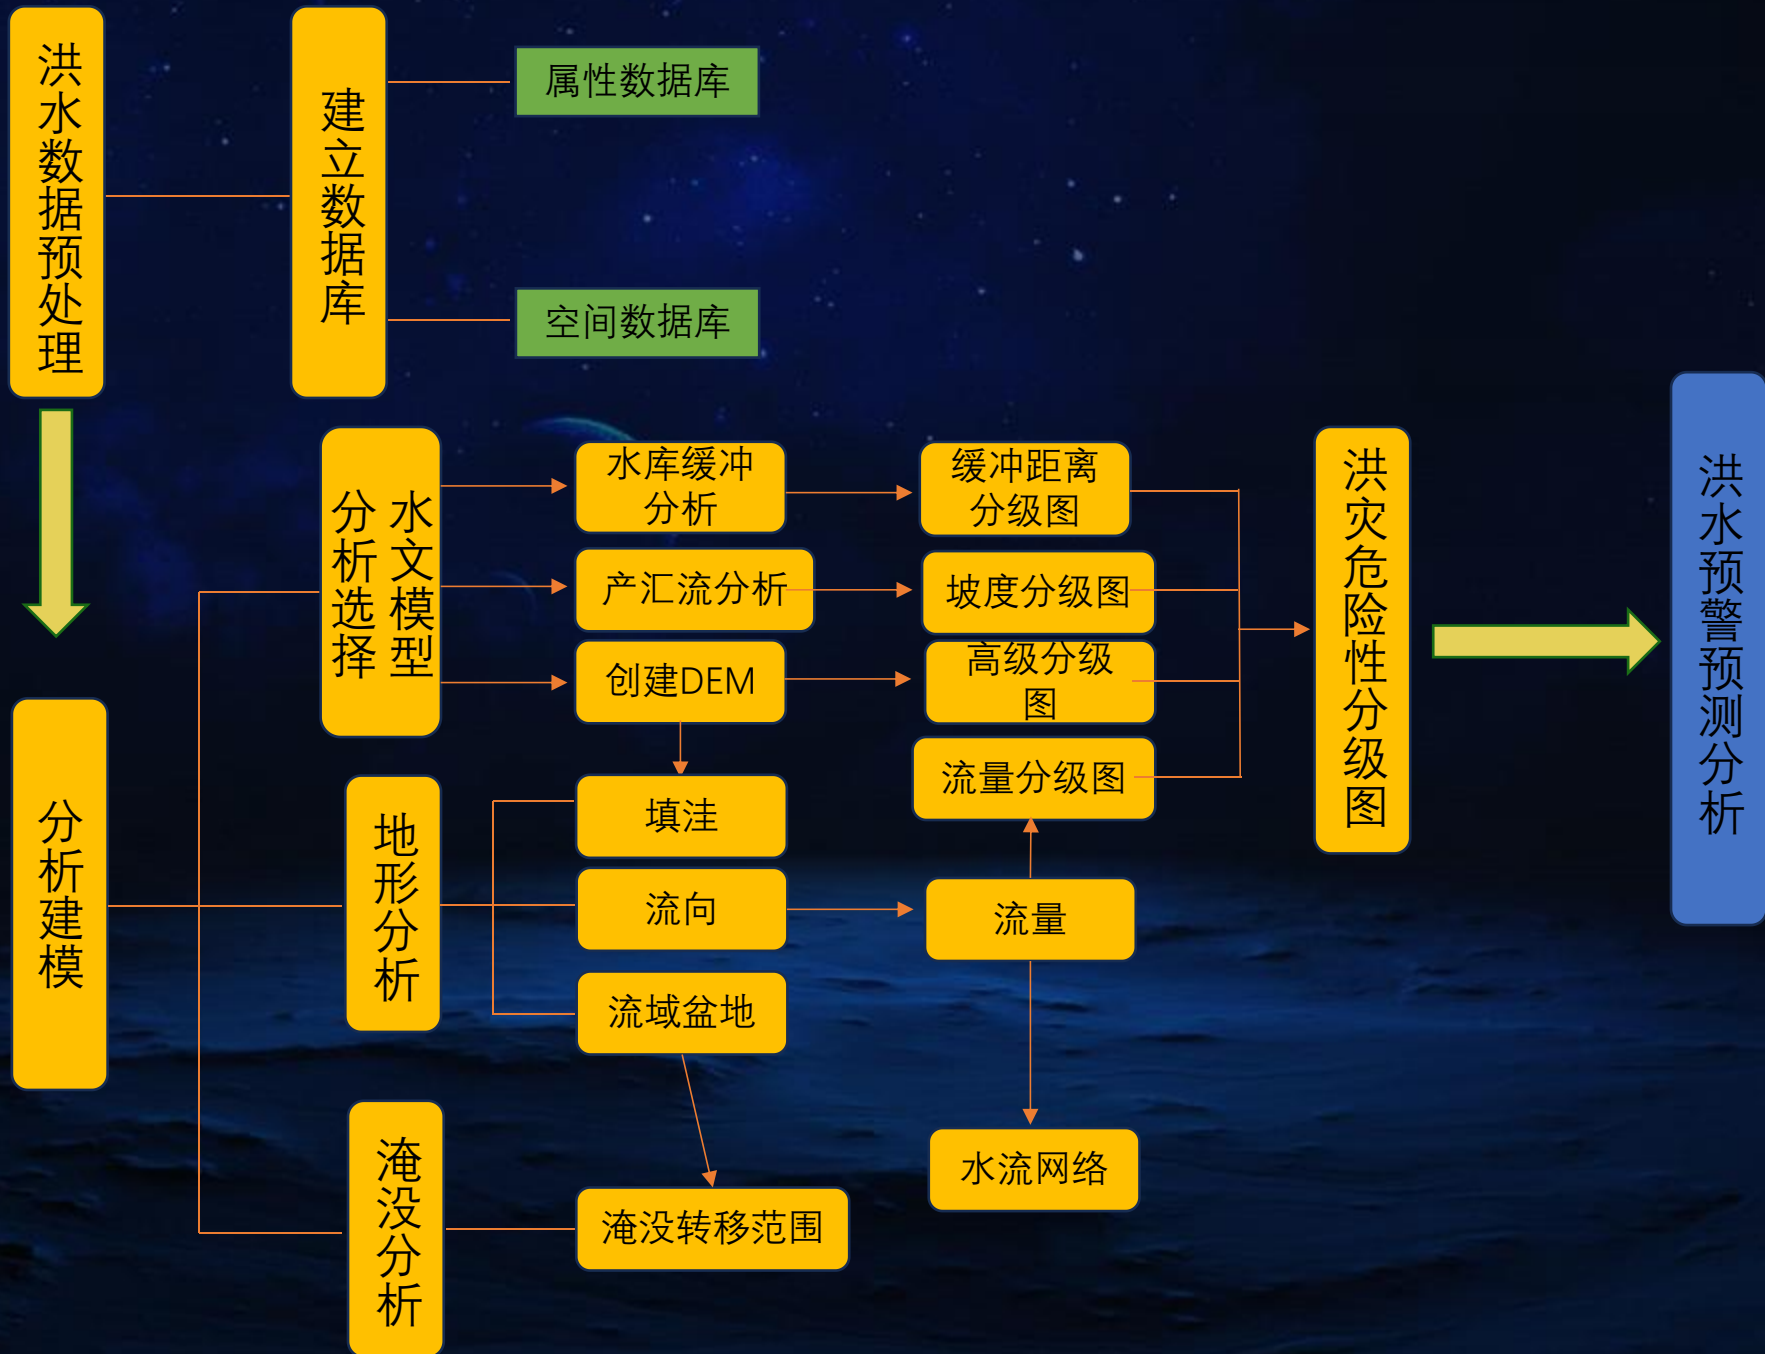 洪水数据预处理
建立数据库
属性数据库
空间数据库
水文模型
分析选择
水库缓冲
分析
缓冲距离
分级图
产汇流分析
坡度分级图
创建DEM
高级分级
图
流量分级图
洪灾危险性分级图
洪水预警预测分析
分析建模
地形分析
填洼
流向
流量
流域盆地
水流网络
淹没分析
淹没转移范围